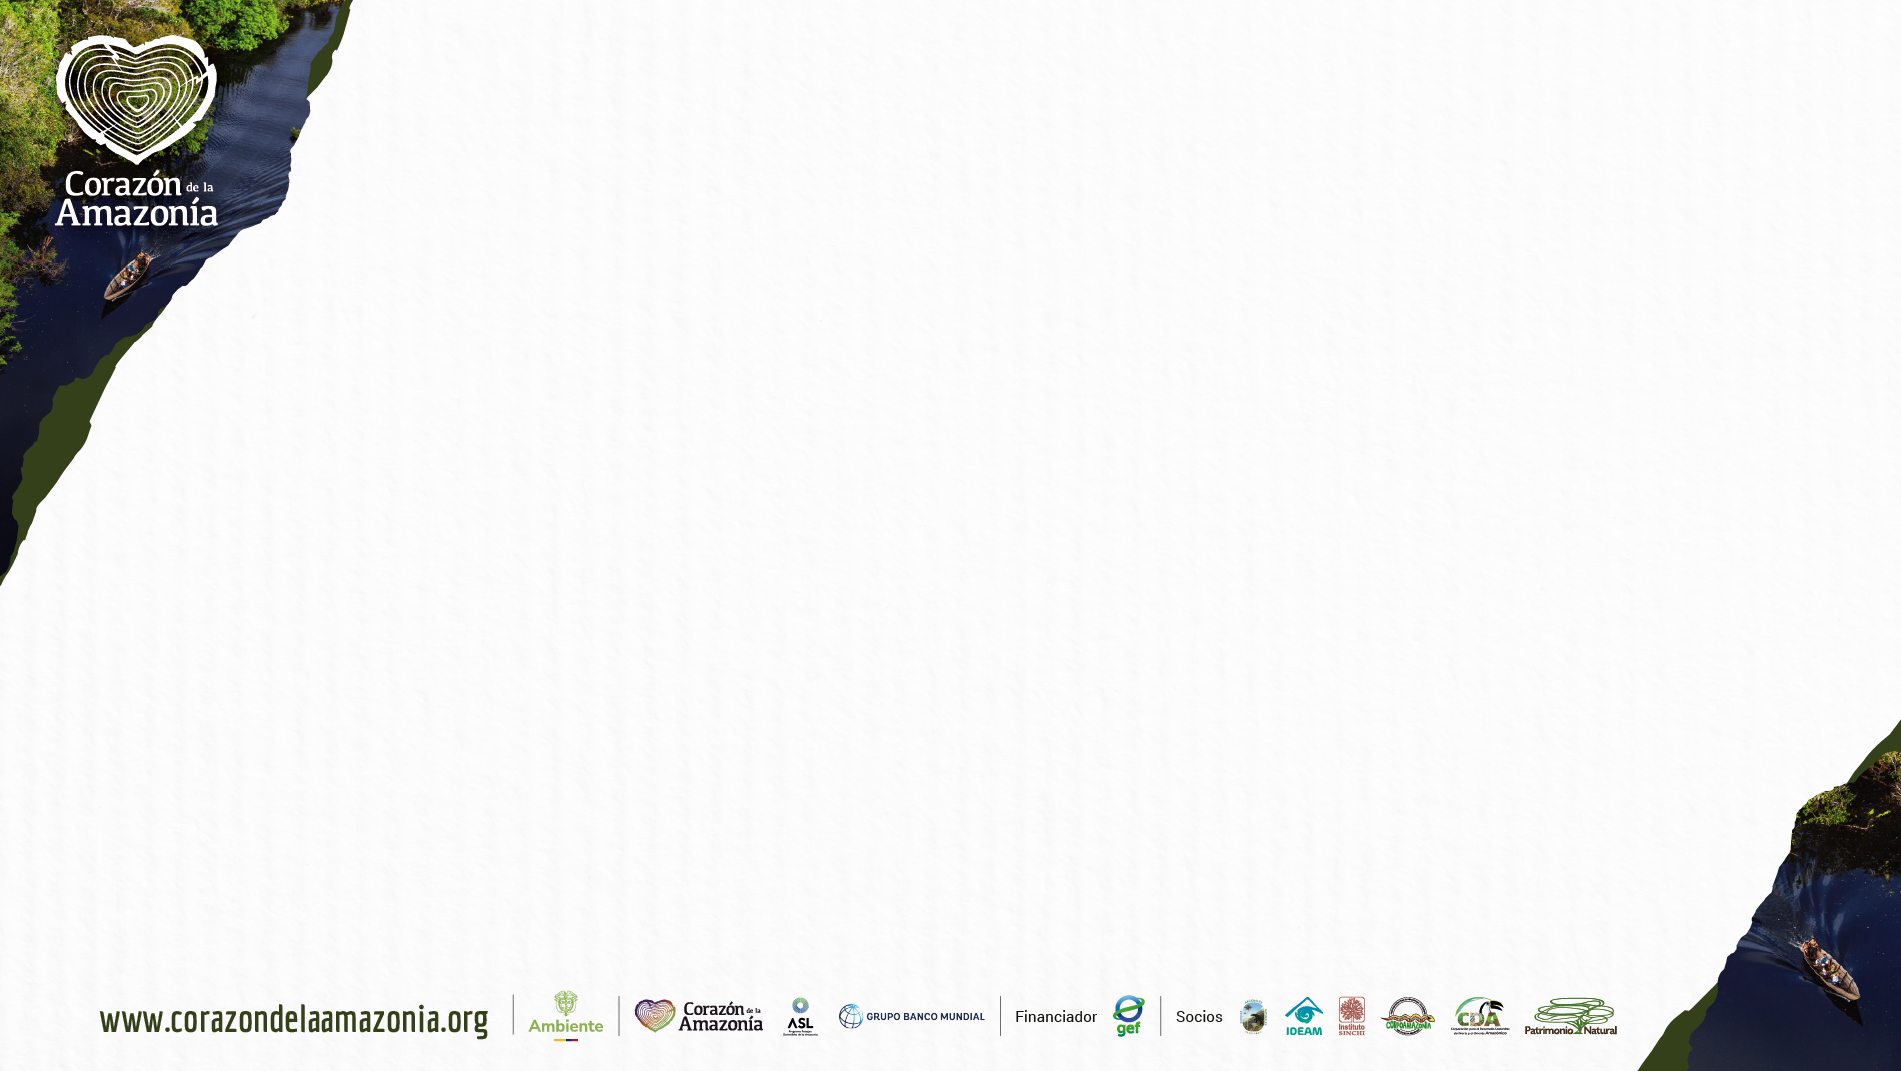 Corazón de la
Amazonía
www.corazondelaamazonia.org
Ambiente
Corazón de la
Amazonía
ASL
GRUPO BANCO MUNDIAL
Financiador
gef
Socios
IDEAM
Instituto
SINCHI
CORPOAMAZONIA
CDA
Patrimonio Natural